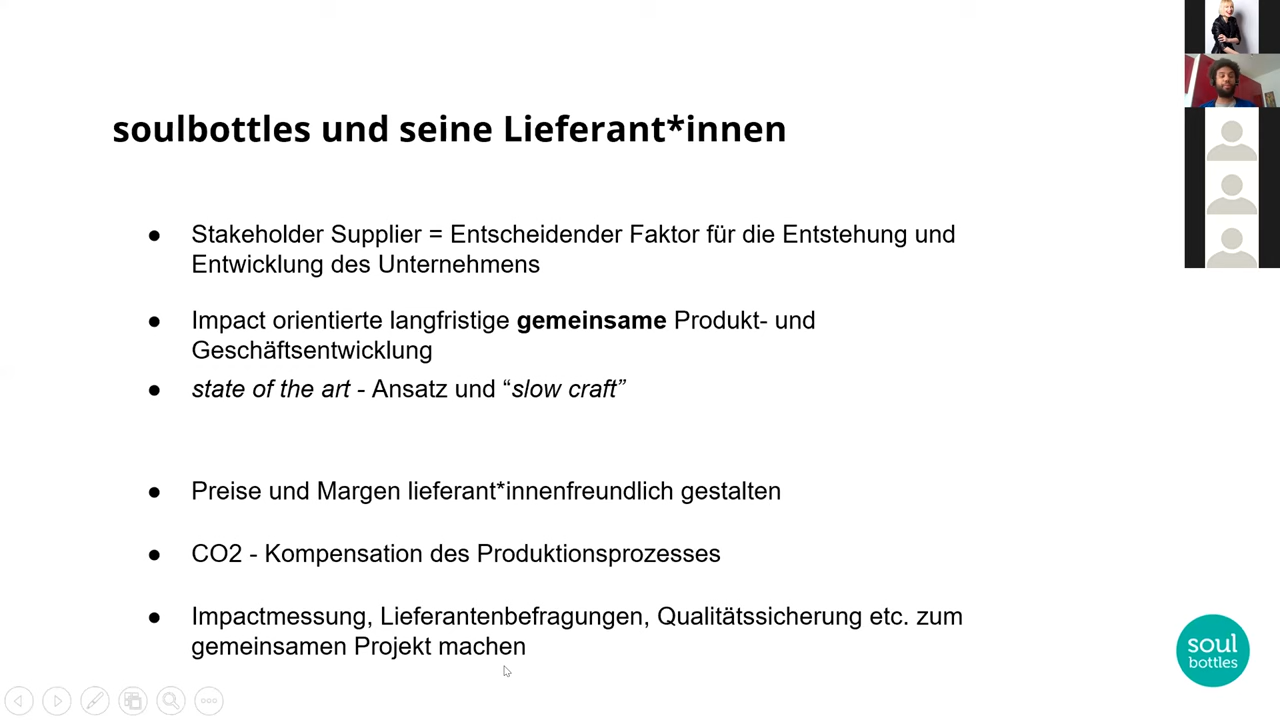 soulbottles und seine Lieferant*innen
● Stakeholder Supplier = Entscheidender Faktor für die Entstehung und
Entwicklung des Unternehmens
● Impact orientierte langfristige gemeinsame Produkt- und
Geschäftsentwicklung
● state of the art - Ansatz und “slow craft”
● Preise und Margen lieferant*innenfreundlich gestalten
● CO2 - Kompensation des Produktionsprozesses
● Impactmessung, Lieferantenbefragungen, Qualitätssicherung etc. zum
gemeinsamen Projekt machen
soul
bottles